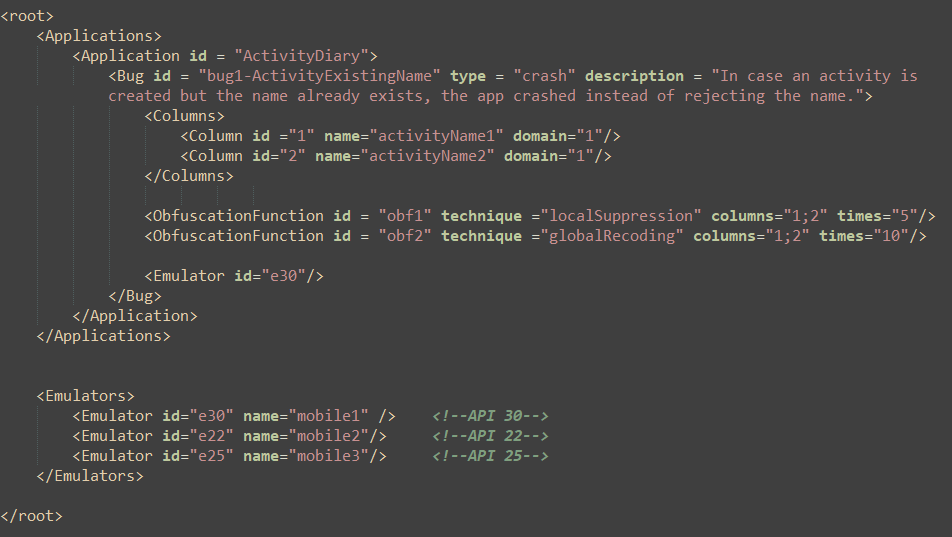 <root>
<Applications>
<Application id = "ActivityDiary">
<Bug id = "bug1-ActivityExistingName" type = "crash" description = "In case an activity is
created but the name already exists, the app crashed instead of rejecting the name.">
<Columns>
<Column id ="1" name="activityName1" domain="1"/>
<Column id="2" name="activityName2" domain="1"/>
</Columns>
<ObfuscationFunction id = "obf1" technique ="localSuppression" columns="1;2" times="5"/>
<ObfuscationFunction id = "obf2" technique ="globalRecoding" columns="1;2" times="10"/>
<Emulator id="e30"/>
</Bug>
</Application>
</Applications>
<Emulators>
<Emulator id="e30" name="mobile1" /> <!--API 30-->
<Emulator id="e22" name="mobile2"/> <!--API 22-->
<Emulator id="e25" name="mobile3"/> <!--API 25-->
</Emulators>
</root>